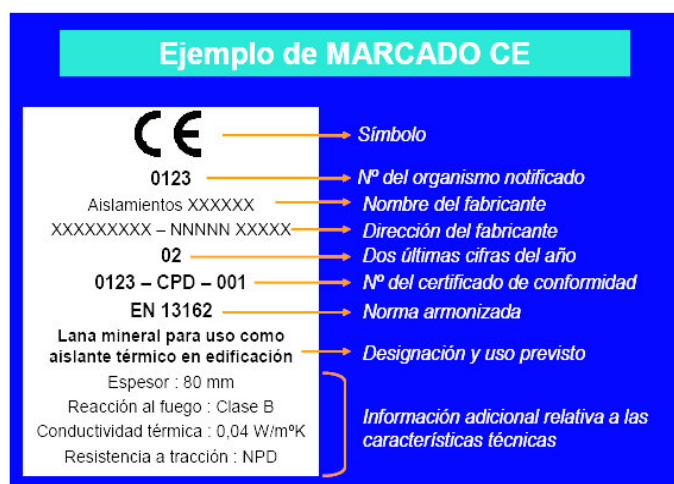 Ejemplo de MARCADO CE
CE
Símbolo
0123
Nº del organismo notificado
Aislamientos XXXXXX
Nombre del fabricante
XXXXXXXXX – NNNNN XXXXX
Dirección del fabricante
02
Dos últimas cifras del año
0123 – CPD – 001
Nº del certificado de conformidad
EN 13162
Norma armonizada
Lana mineral para uso como
aislante térmico en edificación
Designación y uso previsto
Espesor : 80 mm
Reacción al fuego : Clase B
Conductividad térmica : 0,04 W/mºK
Resistencia a tracción : NPD
Información adicional relativa a las
características técnicas